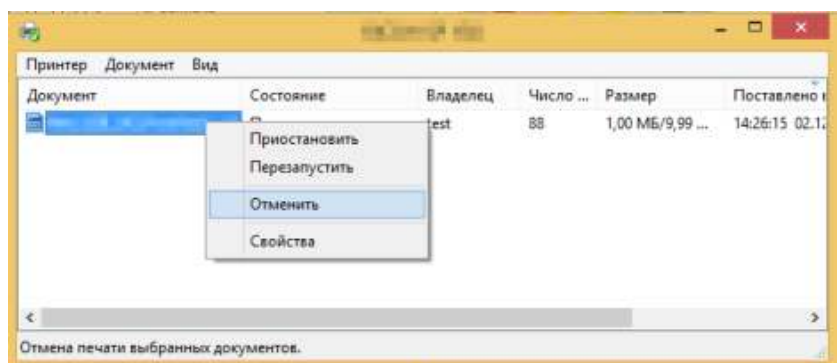 Принтер Документ Вид
Документ Состояние Владелец Число ... Размер Поставлено в
test 88 1,00 МБ/9,99 ... 14:26:15 02.12
Приостановить
Перезапустить
Отменить
Свойства
Отмена печати выбранных документов.